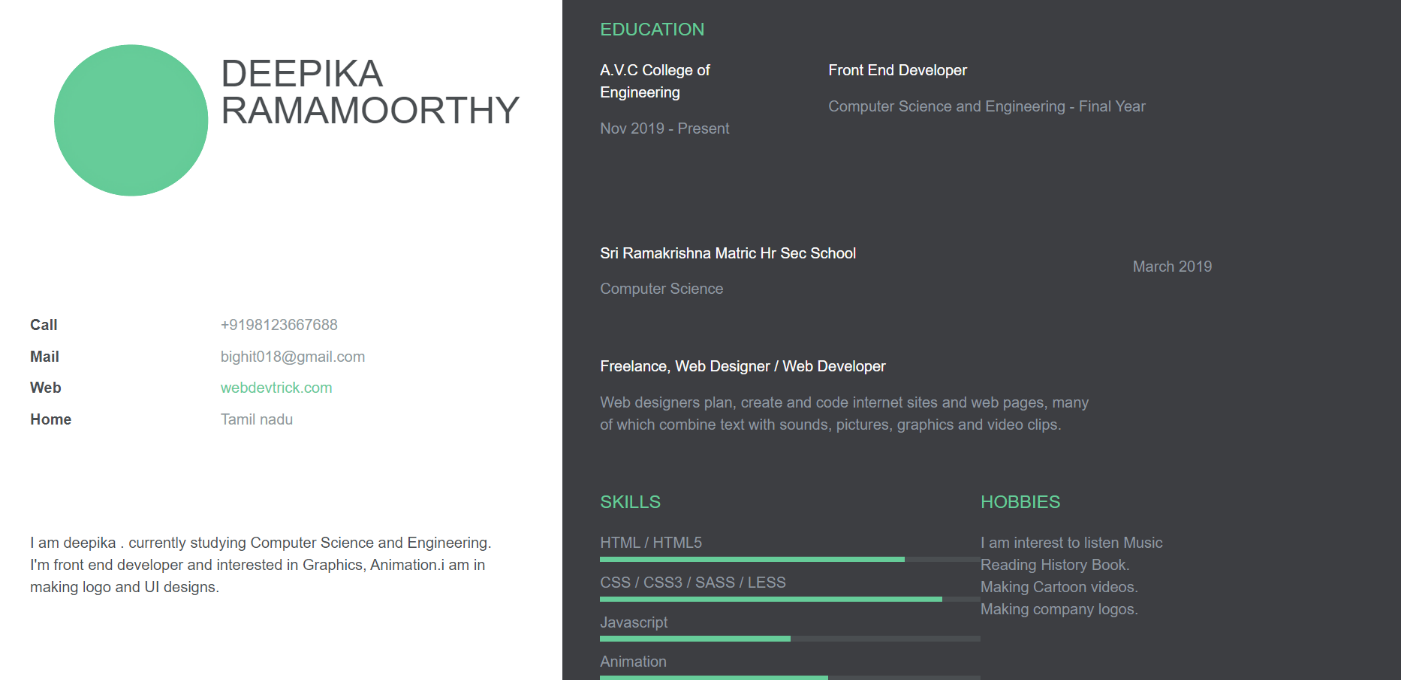 DEEPIKA
RAMAMOORTHY
Call +9198123667688
Mail bighit018@gmail.com
Web webdevtrick.com
Home Tamil nadu
I am deepika . currently studying Computer Science and Engineering.
I'm front end developer and interested in Graphics, Animation.i am in
making logo and UI designs.
EDUCATION
A.V.C College of
Engineering
Nov 2019 - Present
Front End Developer
Computer Science and Engineering - Final Year
Sri Ramakrishna Matric Hr Sec School
Computer Science
March 2019
Freelance, Web Designer / Web Developer
Web designers plan, create and code internet sites and web pages, many
of which combine text with sounds, pictures, graphics and video clips.
SKILLS
HTML / HTML5
CSS / CSS3 / SASS / LESS
Javascript
Animation
HOBBIES
I am interest to listen Music
Reading History Book.
Making Cartoon videos.
Making company logos.